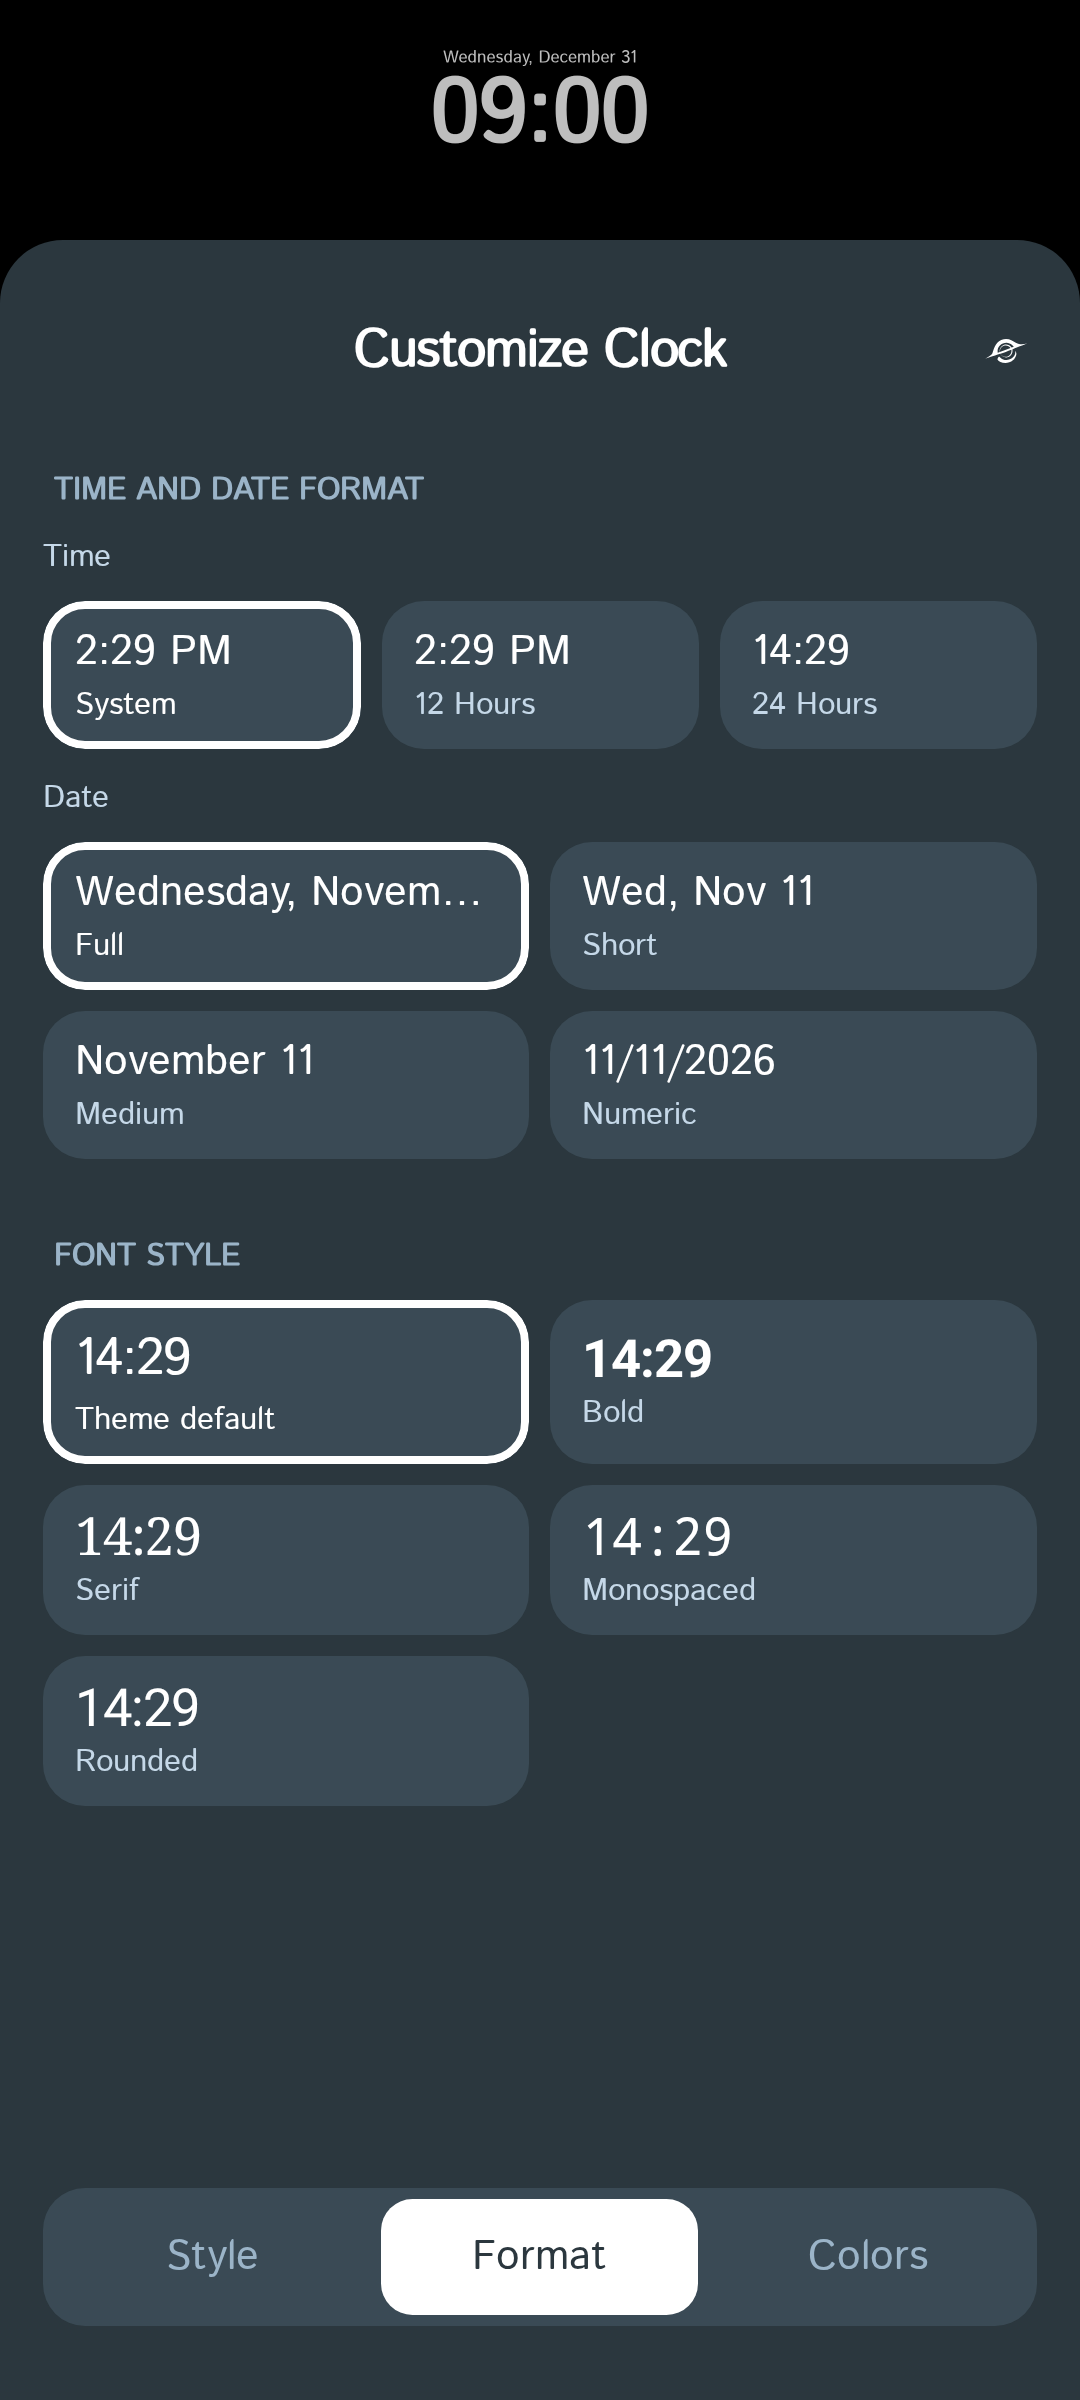 Wednesday, December 31
09:00
Customize Clock
TIME AND DATE FORMAT
Time
2:29 PM
System
2:29 PM
12 Hours
14:29
24 Hours
Date
Wednesday, Novem...
Full
Wed, Nov 11
Short
November 11
Medium
11/11/2026
Numeric
FONT STYLE
14:29
Theme default
14:29
Bold
14:29
Serif
14:29
Monospaced
14:29
Rounded
Style
Format
Colors